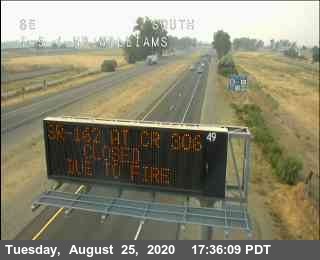 8E SOUTH
WILLIAMS
SR-162 AT CR 306
CLOSED
DUE TO FIRE
49
Tuesday, August 25, 2020 17:36:09 PDT